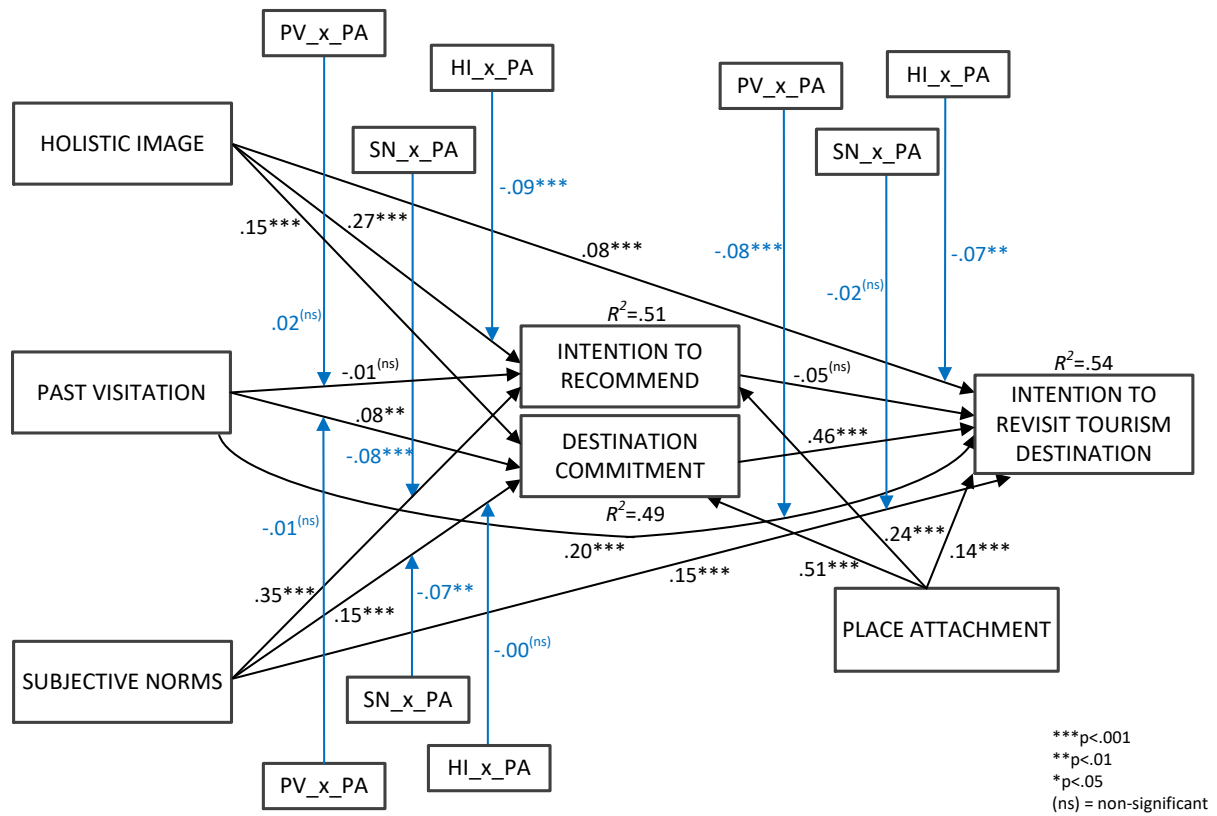 PV_x_PA
HI_x_PA
PV_x_PA
HI_x_PA
HOLISTIC IMAGE
SN_x_PA
SN_x_PA
-.09***
.27***
.15***
.08***
-.08***
-.07**
-.02(ns)
.02(ns)
R²=.51
INTENTION TO
RECOMMEND
R²=.54
INTENTION TO
REVISIT TOURISM
DESTINATION
PAST VISITATION
-.01(ns)
-.05(ns)
.08**
-.08***
DESTINATION
COMMITMENT
.46***
R²=.49
-.01(ns)
.20***
.24***
.14***
.15***
.51***
.35***
.15***
-.07**
-.00(ns)
PLACE ATTACHMENT
SUBJECTIVE NORMS
SN_x_PA
HI_x_PA
PV_x_PA
***p<.001
**p<.01
*p<.05
(ns) = non-significant